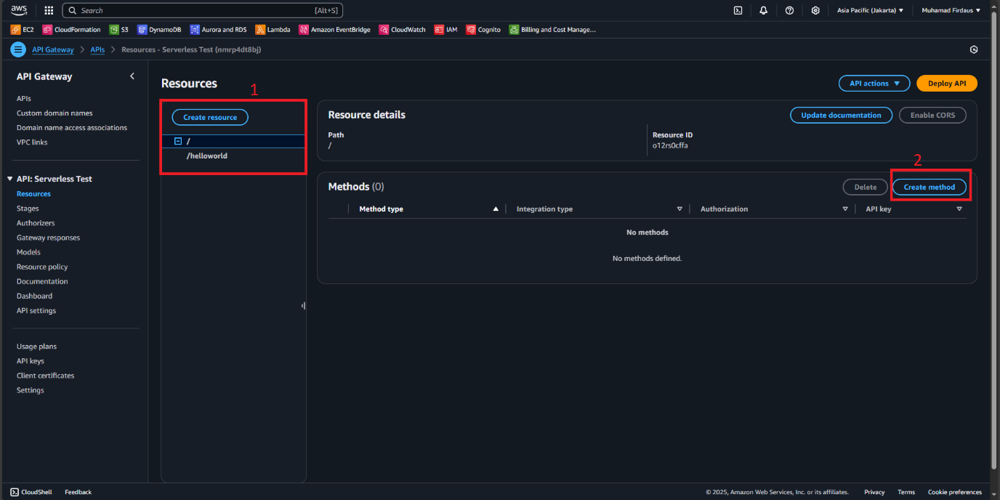 aws
Search [Alt+S]
Asia Pacific (Jakarta) Muhamad Firdaus
EC2 CloudFormation S3 DynamoDB Aurora and RDS Lambda Amazon EventBridge CloudWatch IAM Cognito Billing and Cost Manage...
API Gateway APIs Resources - Serverless Test (nmrp4dt8bj)
API Gateway
APIs
Custom domain names
Domain name access associations
VPC links
API: Serverless Test
Resources
Stages
Authorizers
Gateway responses
Models
Resource policy
Documentation
Dashboard
API settings
Usage plans
API keys
Client certificates
Settings
Resources
API actions Deploy API
1
Create resource
/
/helloworld
Resource details
Update documentation Enable CORS
Path
/
Resource ID
o12rs0cffa
2
Methods (0)
Delete Create method
Method type Integration type Authorization API key
No methods
No methods defined.
CloudShell Feedback
© 2025, Amazon Web Services, Inc. or its affiliates. Privacy Terms Cookie preferences